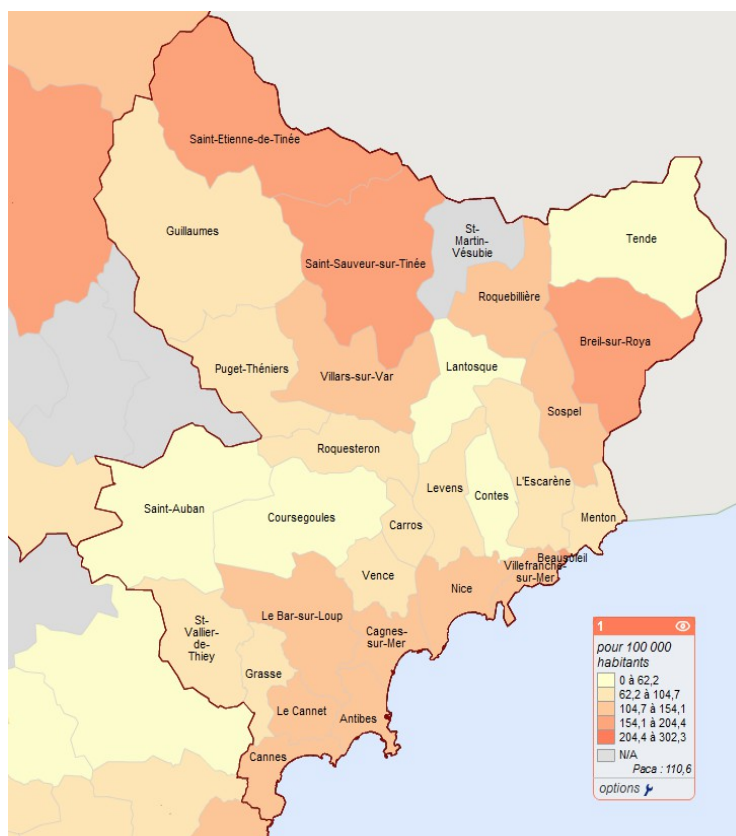 Saint-Etienne-de-Tinée
Guillaumes
St-
Martin-
Vésubie
Tende
Saint-Sauveur-sur-Tinée
Roquebillière
Breil-sur-Roya
Puget-Théniers
Villars-sur-Var
Lantosque
Sospel
Roquesteron
L'Escarène
Levens
Contes
Saint-Auban
Coursegoules
Carros
Menton
Beausoleil
Villefranche-
sur-Mer
Vence
Nice
Le Bar-sur-Loup
St-
Vallier-
de-
Thiey
Cagnes-
sur-Mer
Grasse
Le Cannet
Antibes
Cannes
1
pour 100 000
habitants
0 à 62,2
62,2 à 104,7
104,7 à 154,1
154,1 à 204,4
204,4 à 302,3
N/A
Paca : 110,6
options